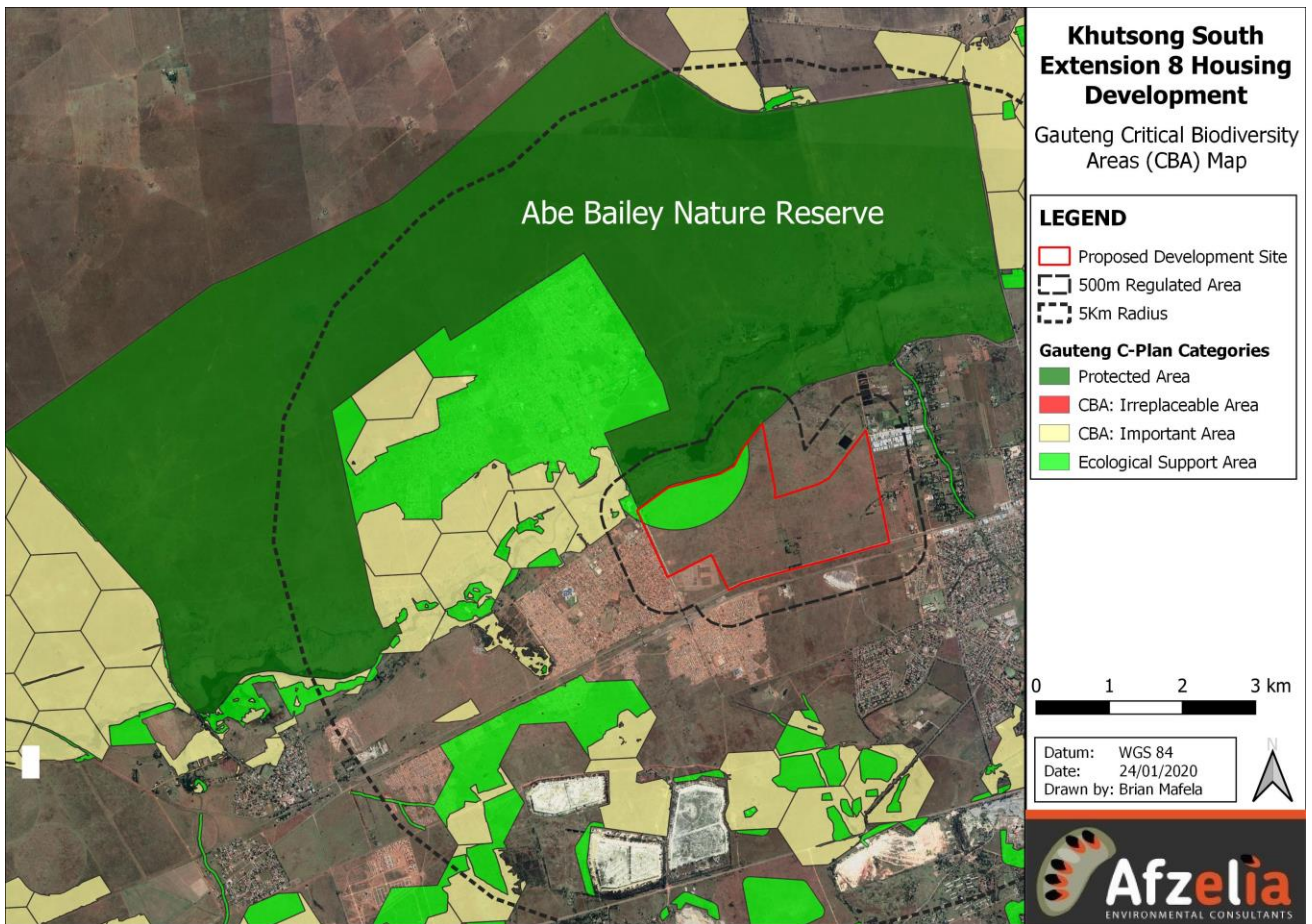 Abe Bailey Nature Reserve
Khutsong South
Extension 8 Housing
Development
Gauteng Critical Biodiversity
Areas (CBA) Map
LEGEND
Proposed Development Site
500m Regulated Area
5Km Radius
Gauteng C-Plan Categories
Protected Area
CBA: Irreplaceable Area
CBA: Important Area
Ecological Support Area
0 1 2 3 km
Datum: WGS 84
Date: 24/01/2020
Drawn by: Brian Mafela
N
Afzelia
ENVIRONMENTAL CONSULTANTS